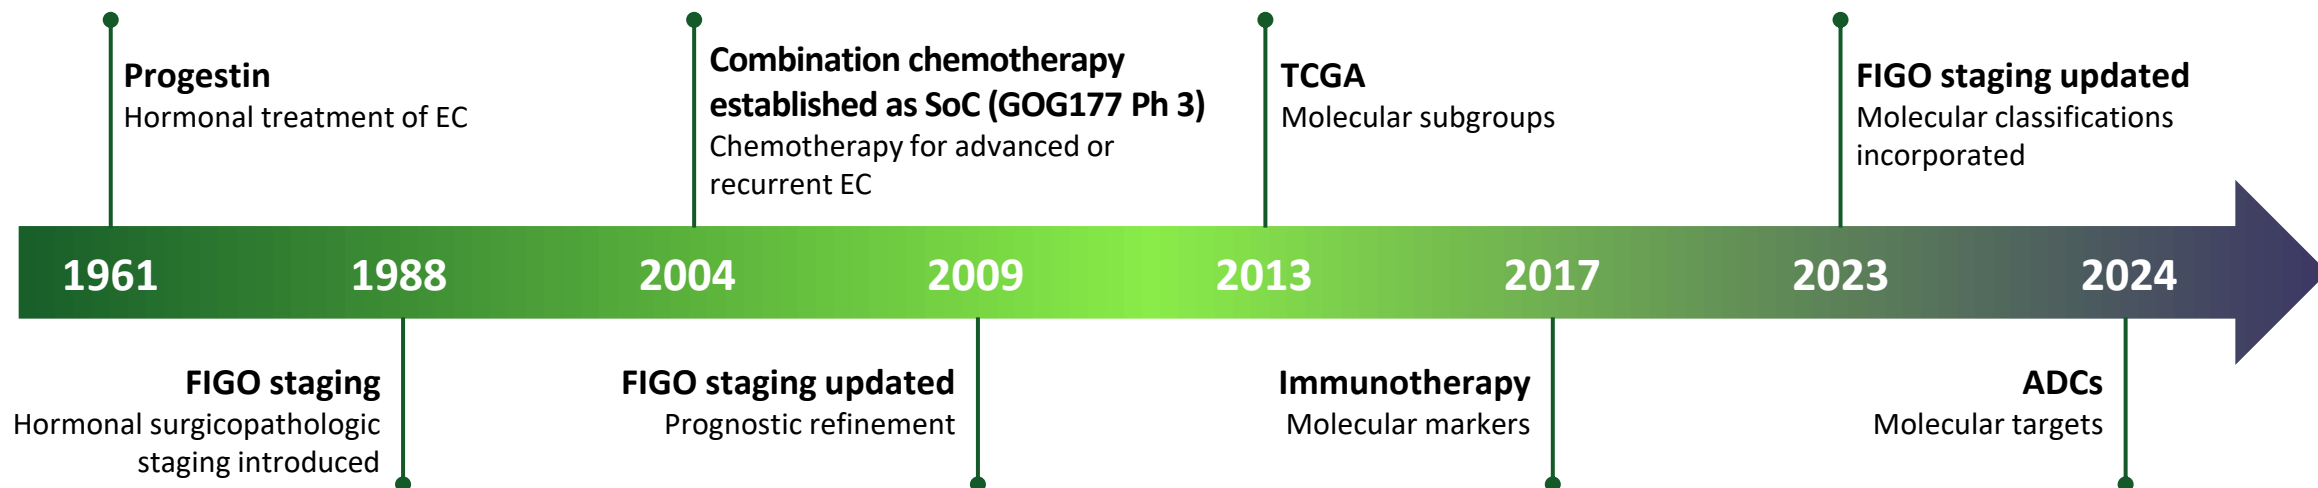 Progestin
Hormonal treatment of EC
Combination chemotherapy
established as SoC (GOG177 Ph 3)
Chemotherapy for advanced or
recurrent EC
TCGA
Molecular subgroups
FIGO staging updated
Molecular classifications
incorporated
1961
1988
2004
2009
2013
2017
2023
2024
FIGO staging
Hormonal surgicopathologic
staging introduced
FIGO staging updated
Prognostic refinement
Immunotherapy
Molecular markers
ADCs
Molecular targets